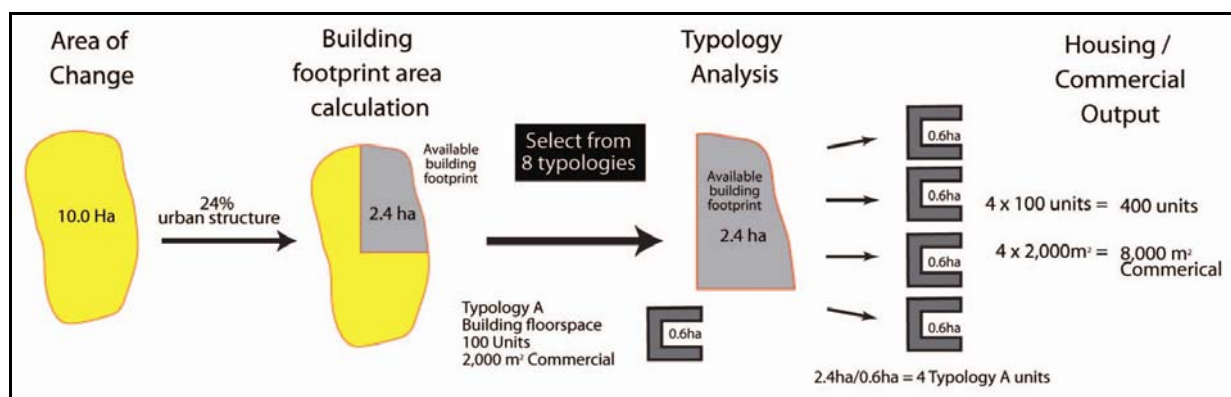 Area of
Change
10.0 Ha
24%
urban structure
Building
footprint area
calculation
Available
building
footprint
2.4 ha
Select from
8 typologies
Typology A
Building floorspace
100 Units
2,000 m² Commercial
0.6ha
Typology
Analysis
Available
building
footprint
2.4 ha
0.6ha
0.6ha
0.6ha
0.6ha
2.4ha/0.6ha = 4 Typology A units
Housing /
Commercial
Output
4 x 100 units = 400 units
4 x 2,000m² = 8,000 m²
Commerical